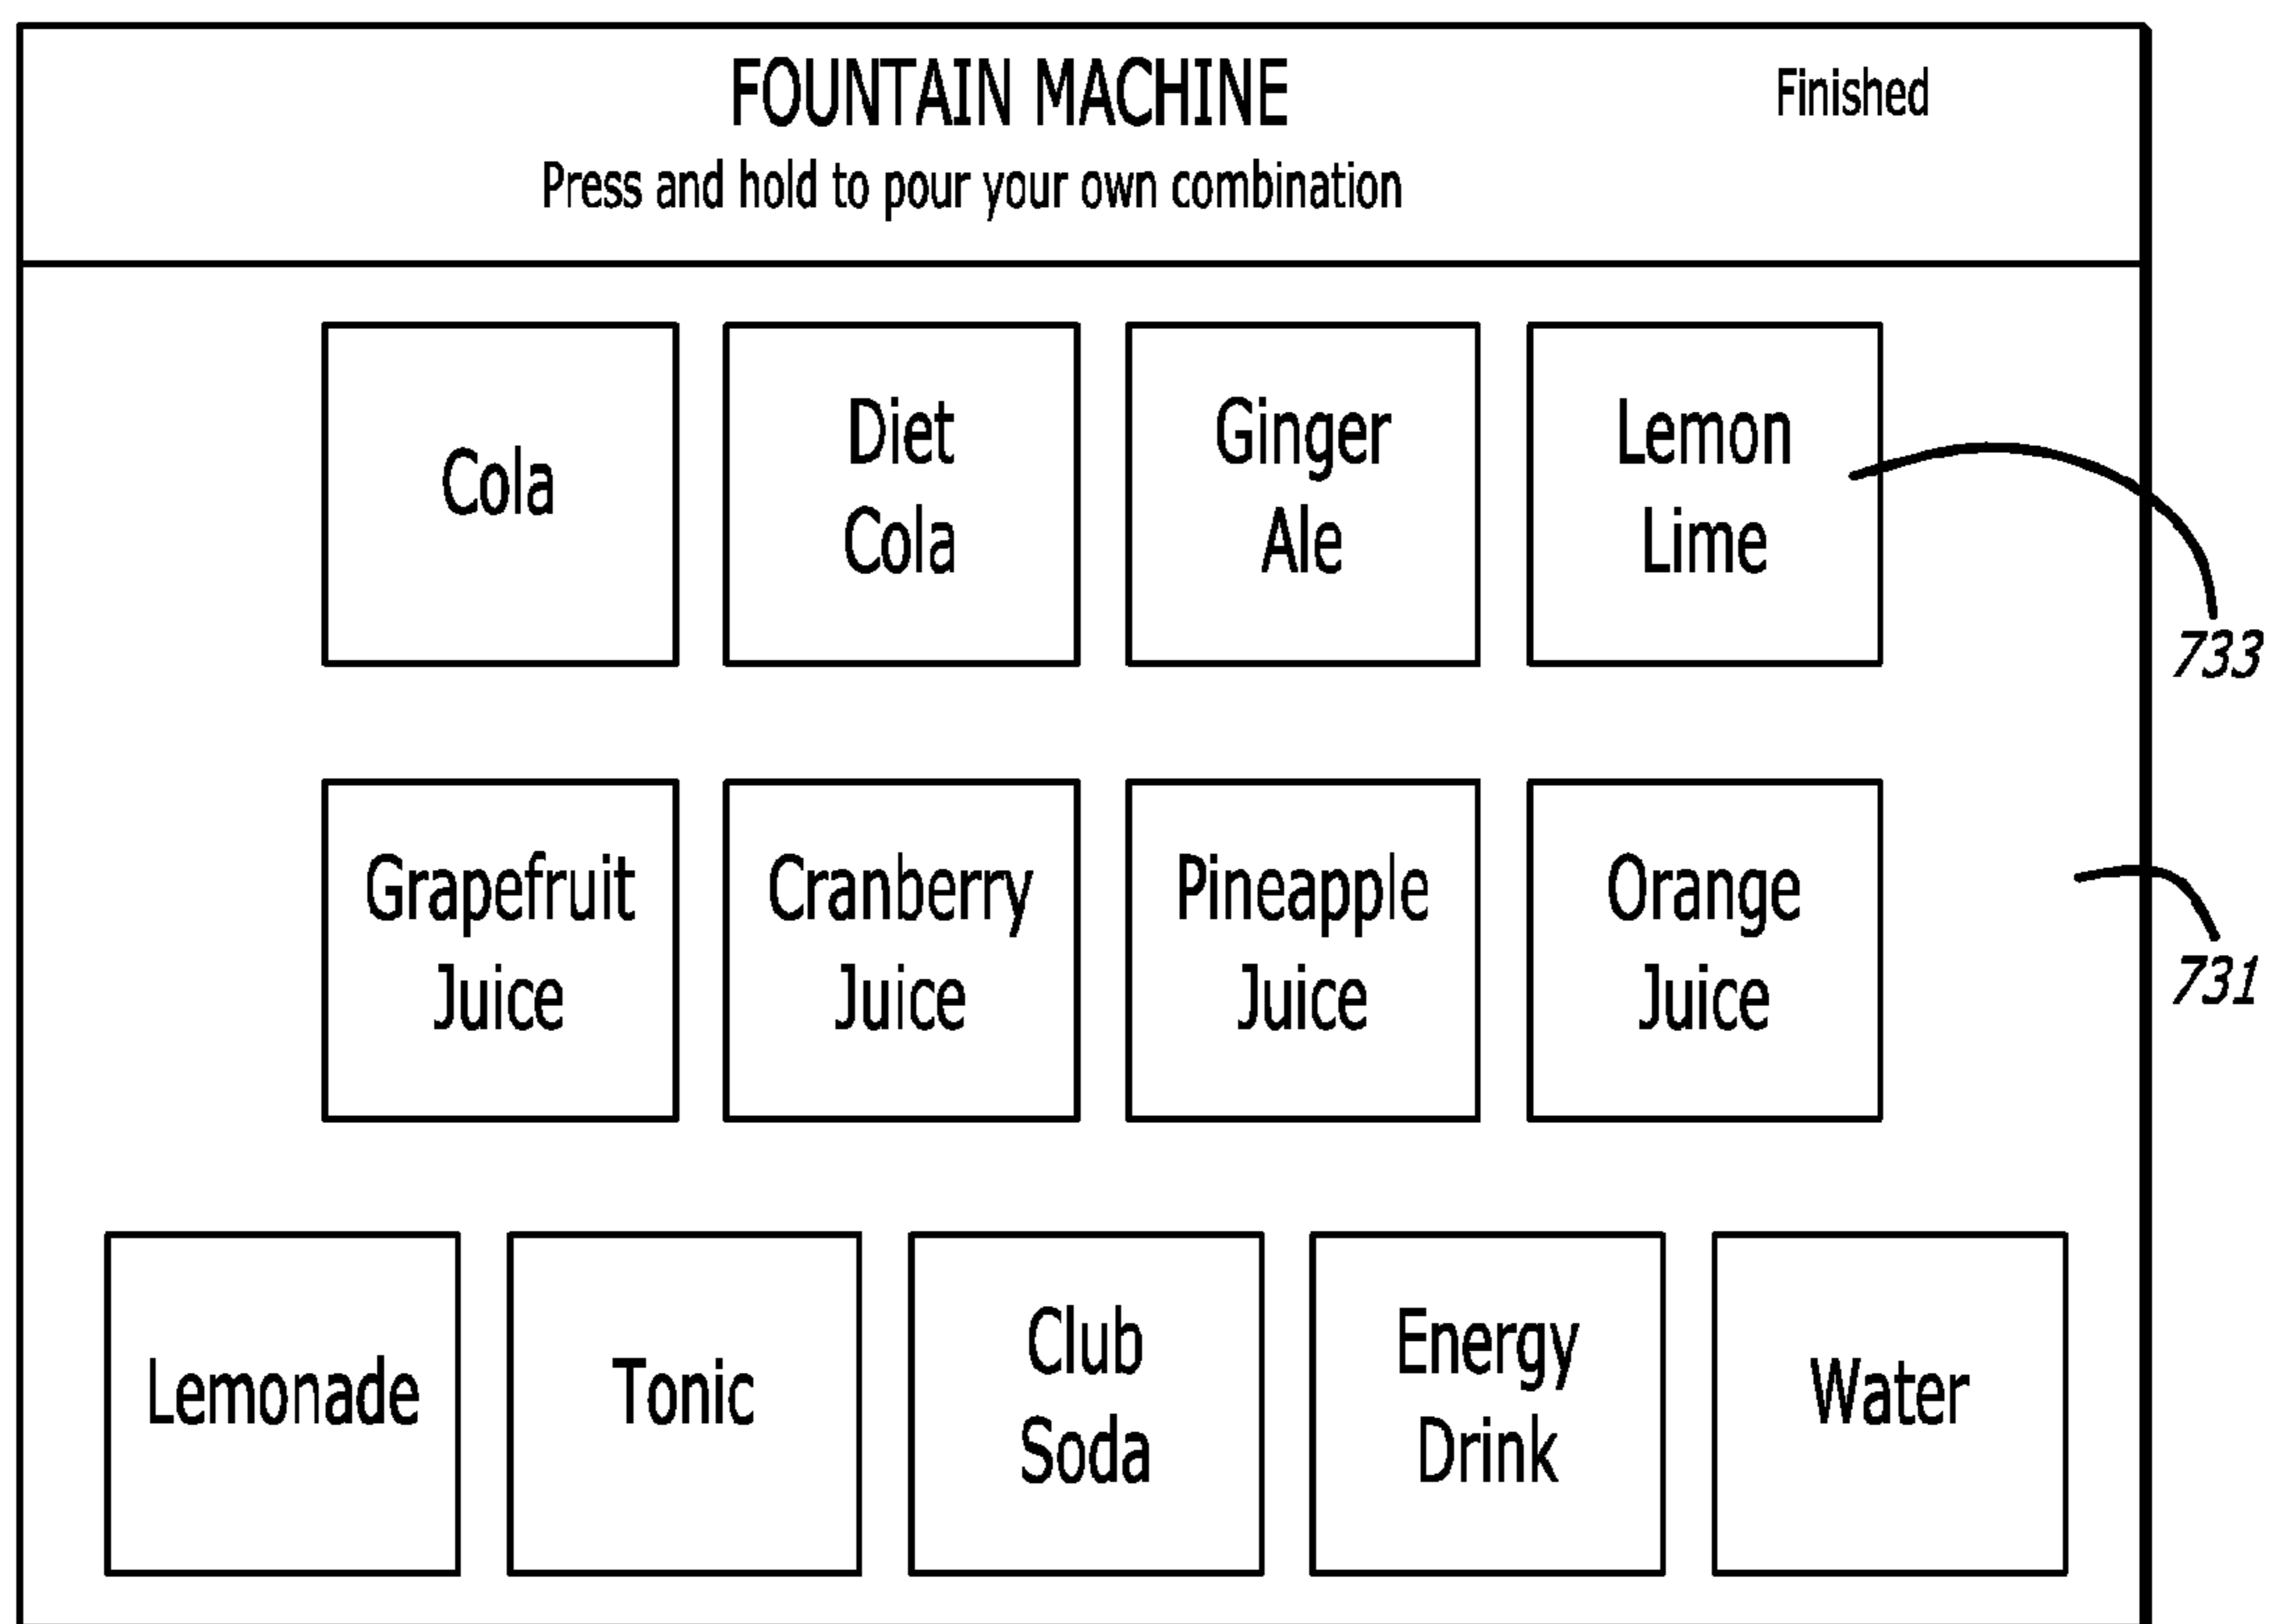 FOUNTAIN MACHINE
Finished
Press and hold to pour your own combination
Cola
Diet
Cola
Ginger
Ale
Lemon
Lime
733
Grapefruit
Juice
Cranberry
Juice
Pineapple
Juice
Orange
Juice
731
Lemonade
Tonic
Club
Soda
Energy
Drink
Water